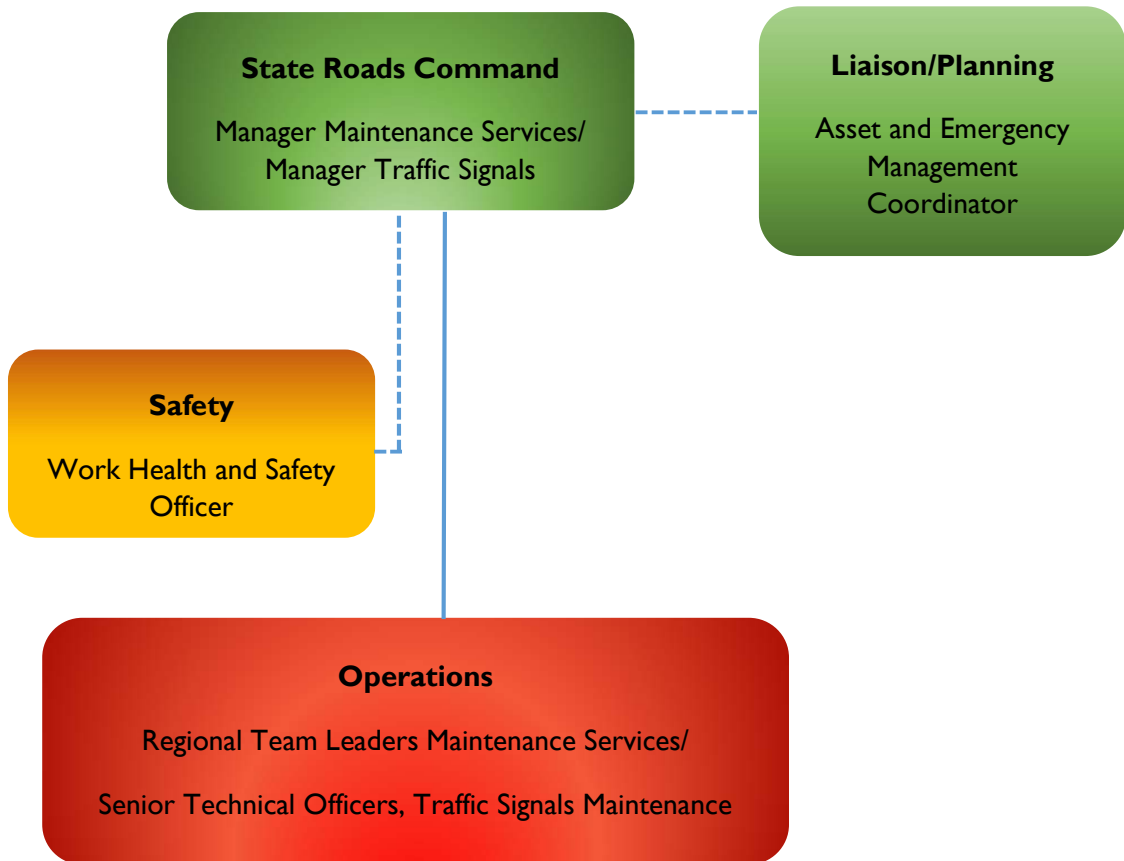 State Roads Command
Manager Maintenance Services/
Manager Traffic Signals
Liaison/Planning
Asset and Emergency
Management
Coordinator
Safety
Work Health and Safety
Officer
Operations
Regional Team Leaders Maintenance Services/
Senior Technical Officers, Traffic Signals Maintenance